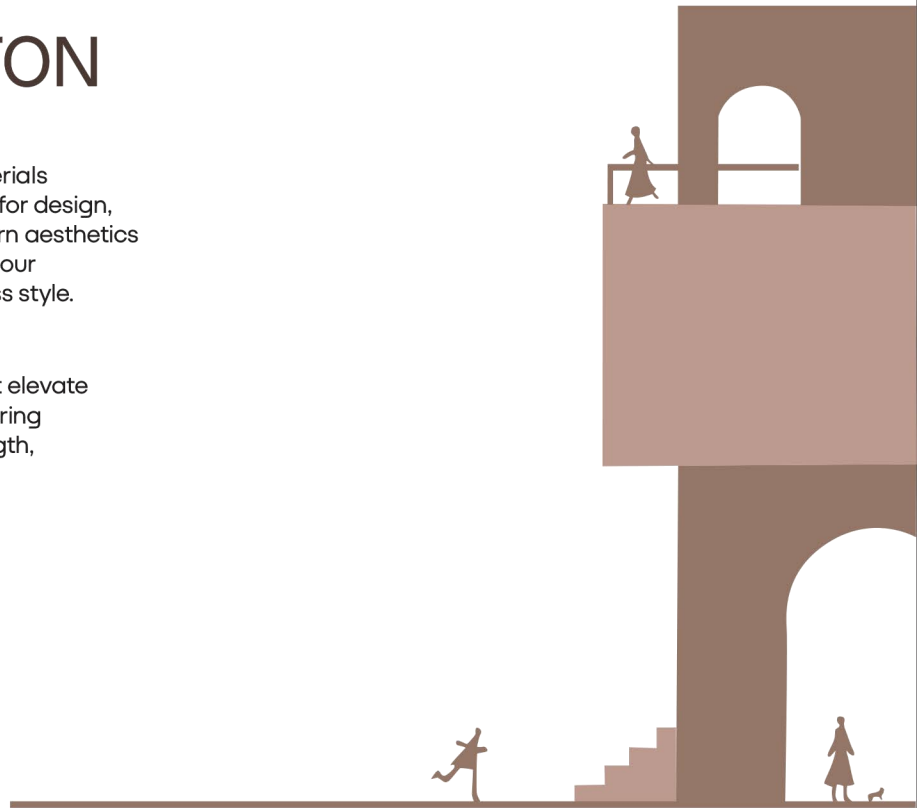 TON
erials
for design,
rn aesthetics
our
ss style.
t elevate
ring
gth,